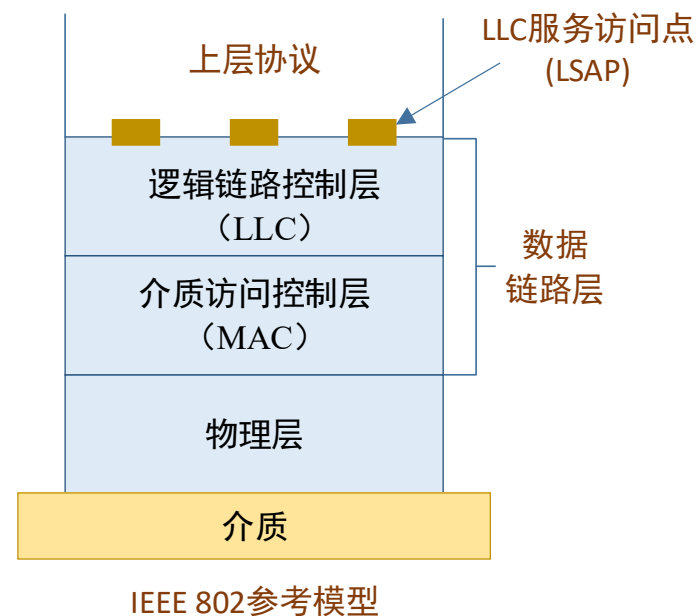 LLC服务访问点
(LSAP)
上层协议
逻辑链路控制层
（LLC）
介质访问控制层
（MAC）
数据
链路层
物理层
介质
IEEE 802参考模型